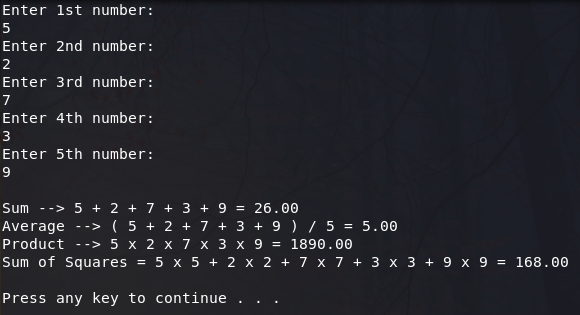 Enter 1st number:
5
Enter 2nd number:
2
Enter 3rd number:
7
Enter 4th number:
3
Enter 5th number:
9
Sum --> 5 + 2 + 7 + 3 + 9 = 26.00
Average --> ( 5 + 2 + 7 + 3 + 9 ) / 5 = 5.00
Product --> 5 x 2 x 7 x 3 x 9 = 1890.00
Sum of Squares = 5 x 5 + 2 x 2 + 7 x 7 + 3 x 3 + 9 x 9 = 168.00
Press any key to continue . . .